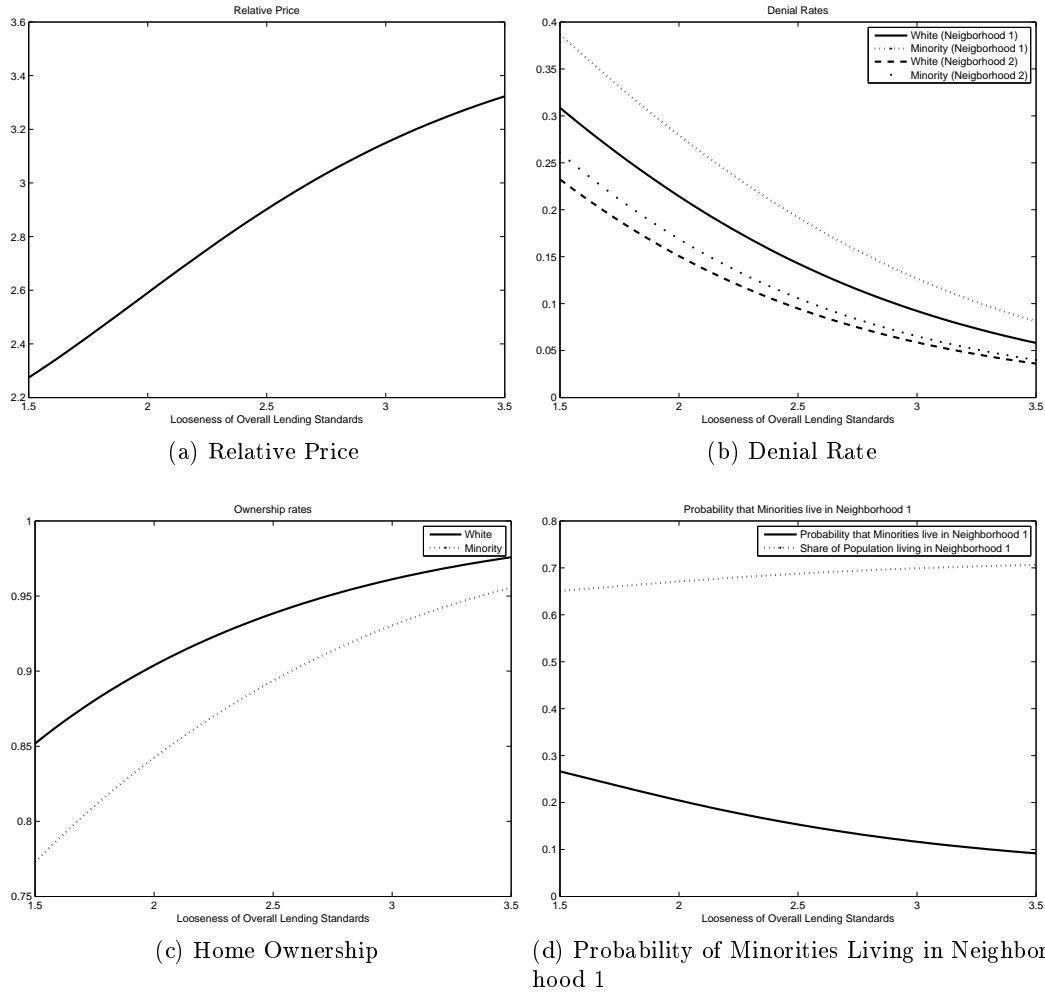 Relative Price
3.6
3.4
3.2
3
2.8
2.6
2.4
2.2
1.5 2 2.5 3 3.5
Looseness of Overall Lending Standards
(a) Relative Price
Denial Rates
White (Neigborhood 1)
Minority (Neigborhood 1)
White (Neigborhood 2)
Minority (Neigborhood 2)
0.4
0.35
0.3
0.25
0.2
0.15
0.1
0.05
0
1.5 2 2.5 3 3.5
Looseness of Overall Lending Standards
(b) Denial Rate
Ownership rates
White
Minority
1
0.95
0.9
0.85
0.8
0.75
1.5 2 2.5 3 3.5
Looseness of Overall Lending Standards
(c) Home Ownership
Probability that Minorities live in Neighborhood 1
Probability that Minorities live in Neighborhood 1
Share of Population living in Neighborhood 1
0.8
0.7
0.6
0.5
0.4
0.3
0.2
0.1
0
1.5 2 2.5 3 3.5
Looseness of Overall Lending Standards
(d) Probability of Minorities Living in Neighbor
hood 1